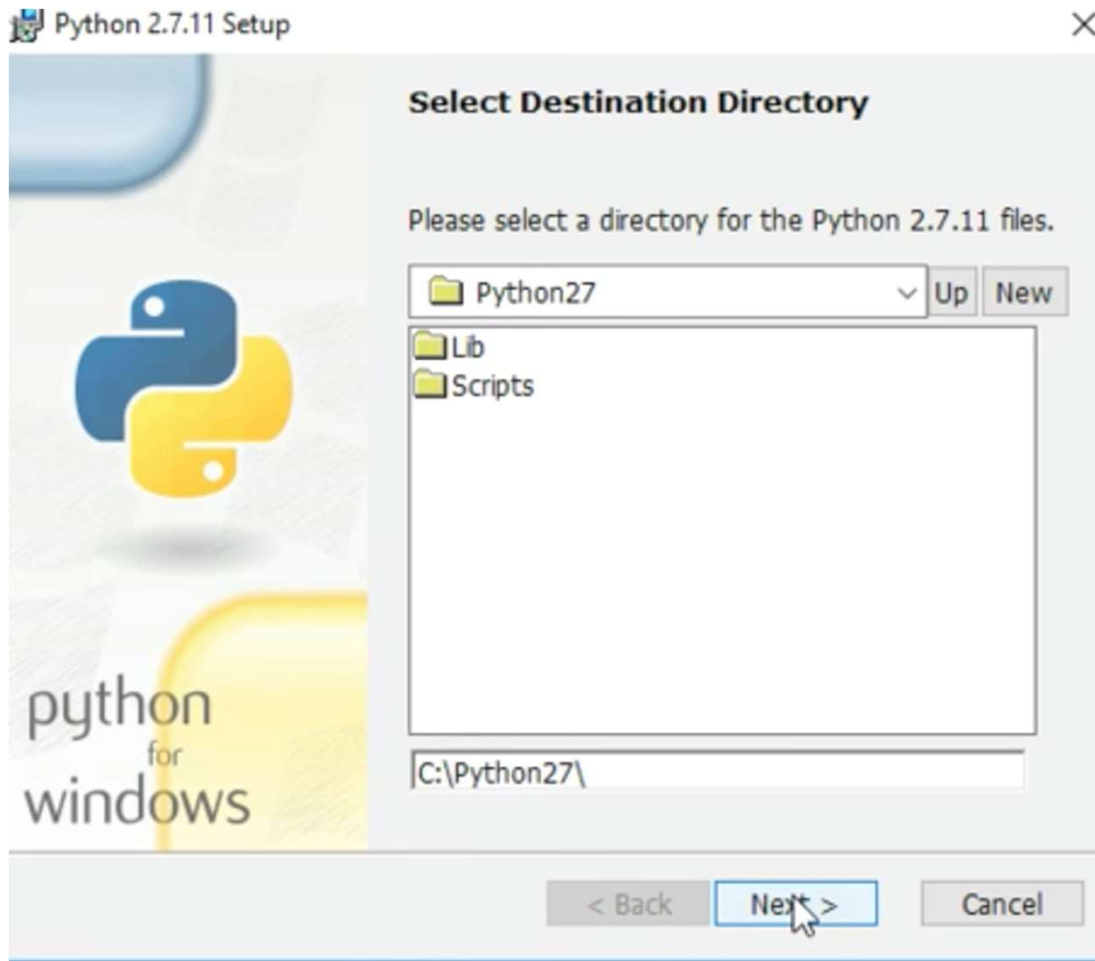 Python 2.7.11 Setup
Select Destination Directory
Please select a directory for the Python 2.7.11 files.
Python27
Up
New
Lib
Scripts
C:\Python27\
python
for
windows
< Back
Next >
Cancel